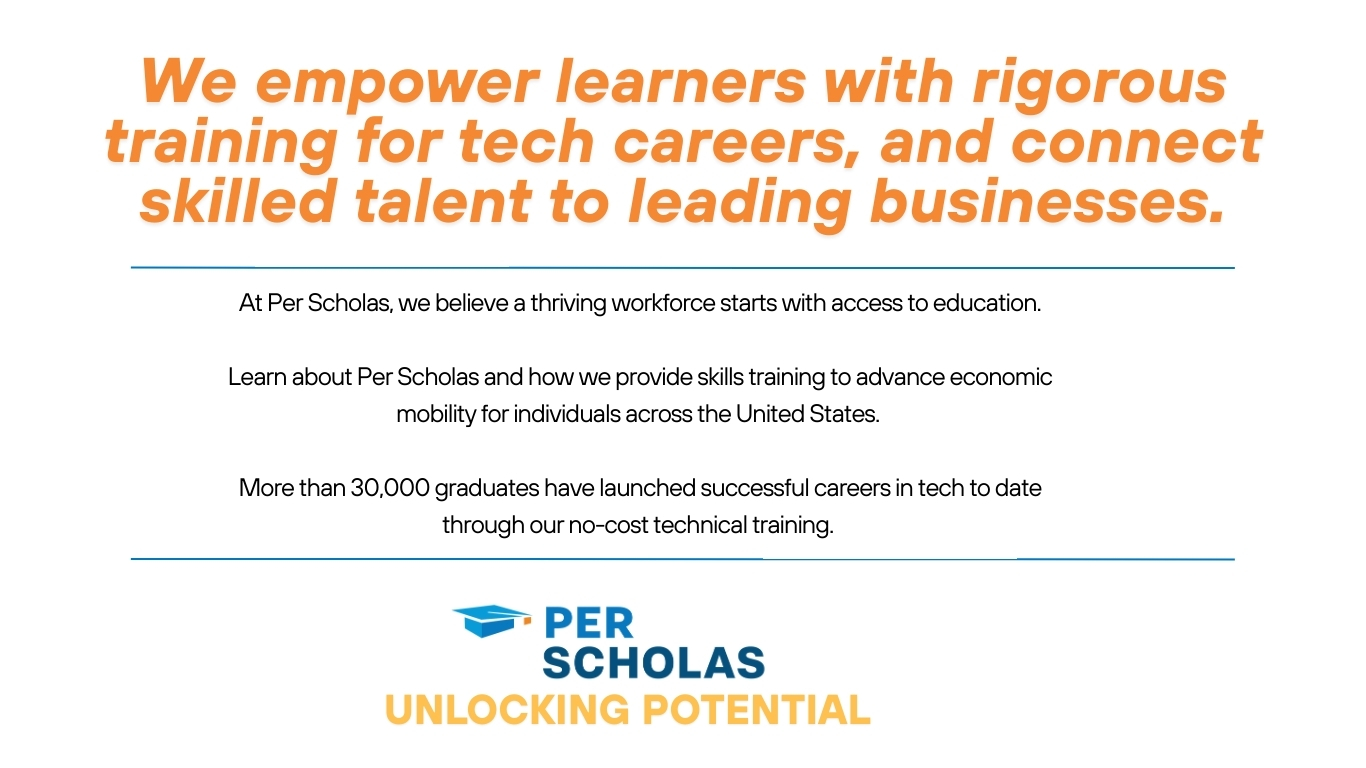 We empower learners with rigorous
training for tech careers, and connect
skilled talent to leading businesses.
At Per Scholas, we believe a thriving workforce starts with access to education.
Learn about Per Scholas and how we provide skills training to advance economic
mobility for individuals across the United States.
More than 30,000 graduates have launched successful careers in tech to date
through our no-cost technical training.
PER
SCHOLAS
UNLOCKING POTENTIAL